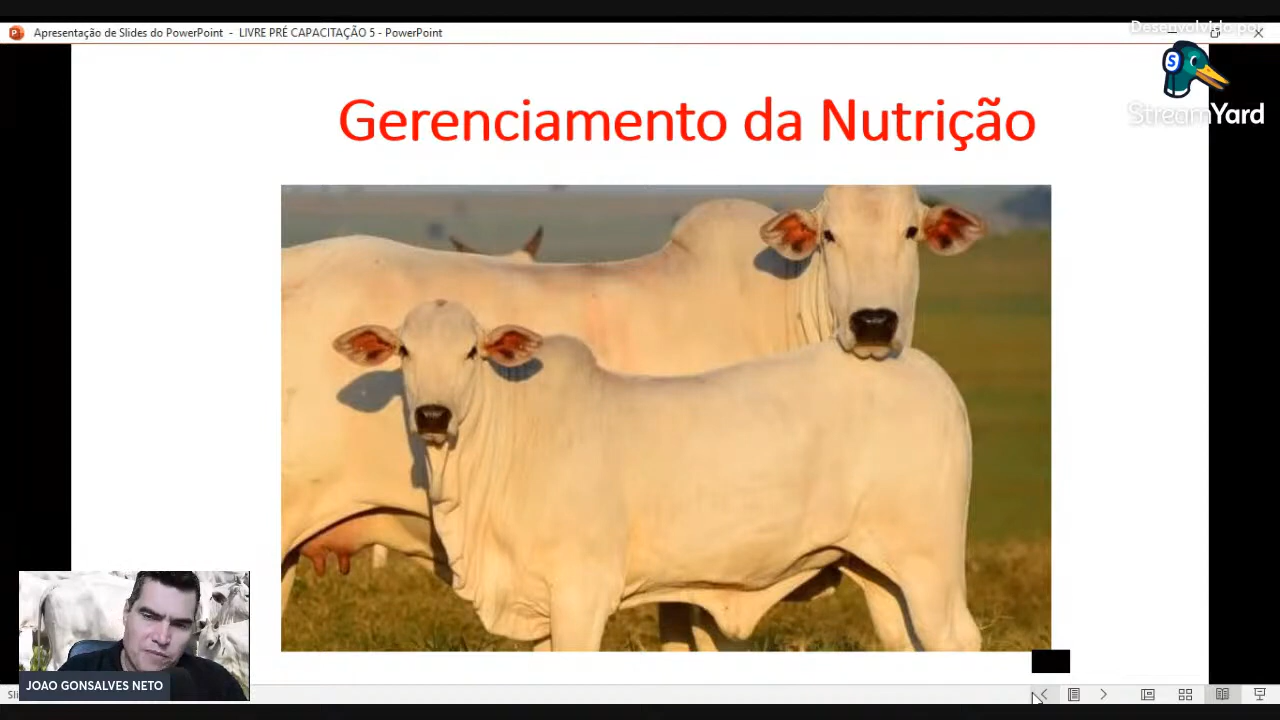 Apresentação de Slides do PowerPoint - LIVRE PRÉ CAPACITAÇÃO 5 - PowerPoint
Desenvolvido por
S
StreamYard
Gerenciamento da Nutrição
JOAO GONSALVES NETO